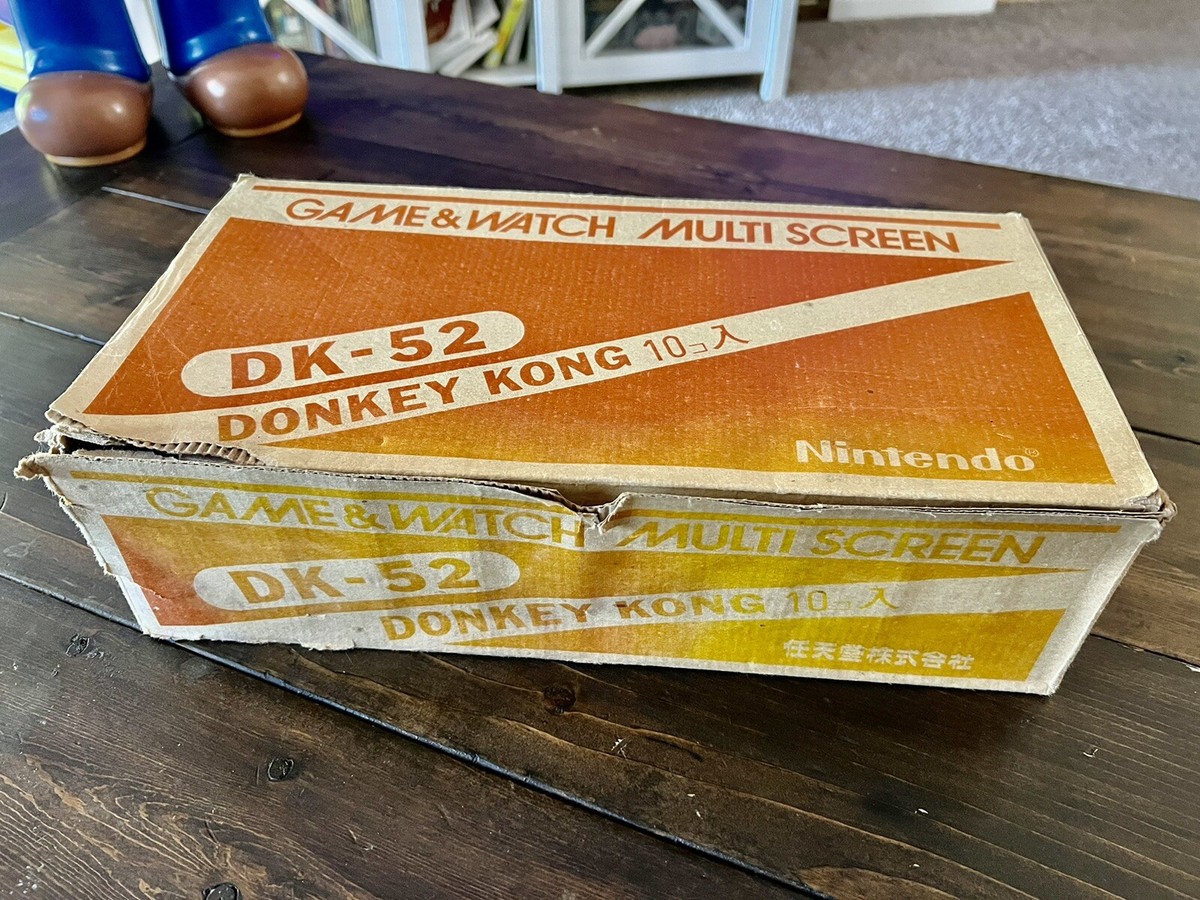 GAME & WATCH MULTI SCREEN
DK-52
DONKEY KONG 10コ入
Nintendo®
GAME & WATCH MULTI SCREEN
DK-52
DONKEY KONG 10コ入
任天堂株式会社